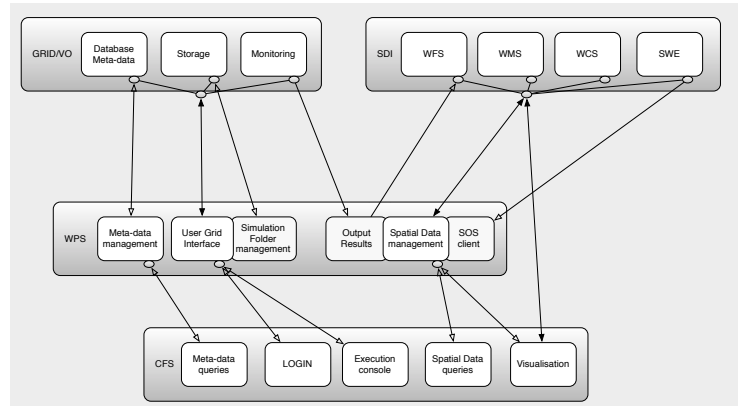 GRID/VO
Database
Meta-data
Storage
Monitoring
SDI
WFS
WMS
WCS
SWE
WPS
Meta-data
management
User Grid
Interface
Simulation
Folder
management
Output
Results
Spatial Data
management
SOS
client
CFS
Meta-data
queries
LOGIN
Execution
console
Spatial Data
queries
Visualisation